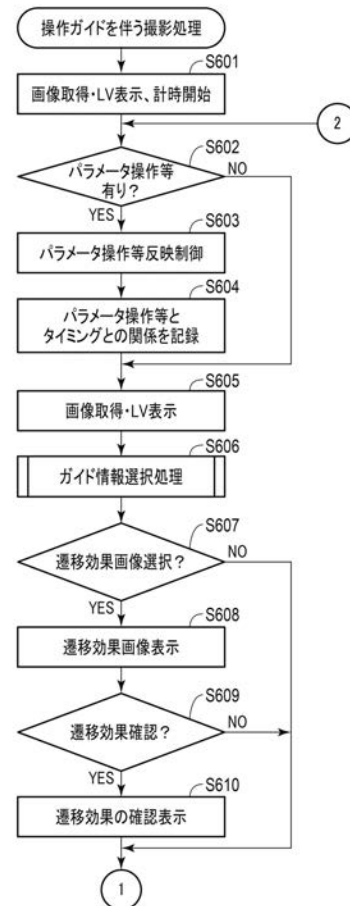 操作ガイドを伴う撮影処理
S601
画像取得・LV表示、計時開始
2
S602
パラメータ操作等
有り?
NO
YES
S603
パラメータ操作等反映制御
S604
パラメータ操作等と
タイミングとの関係を記録
S605
画像取得・LV表示
S606
ガイド情報選択処理
S607
遷移効果画像選択?
NO
YES
S608
遷移効果画像表示
S609
遷移効果確認?
NO
YES
S610
遷移効果の確認表示
1